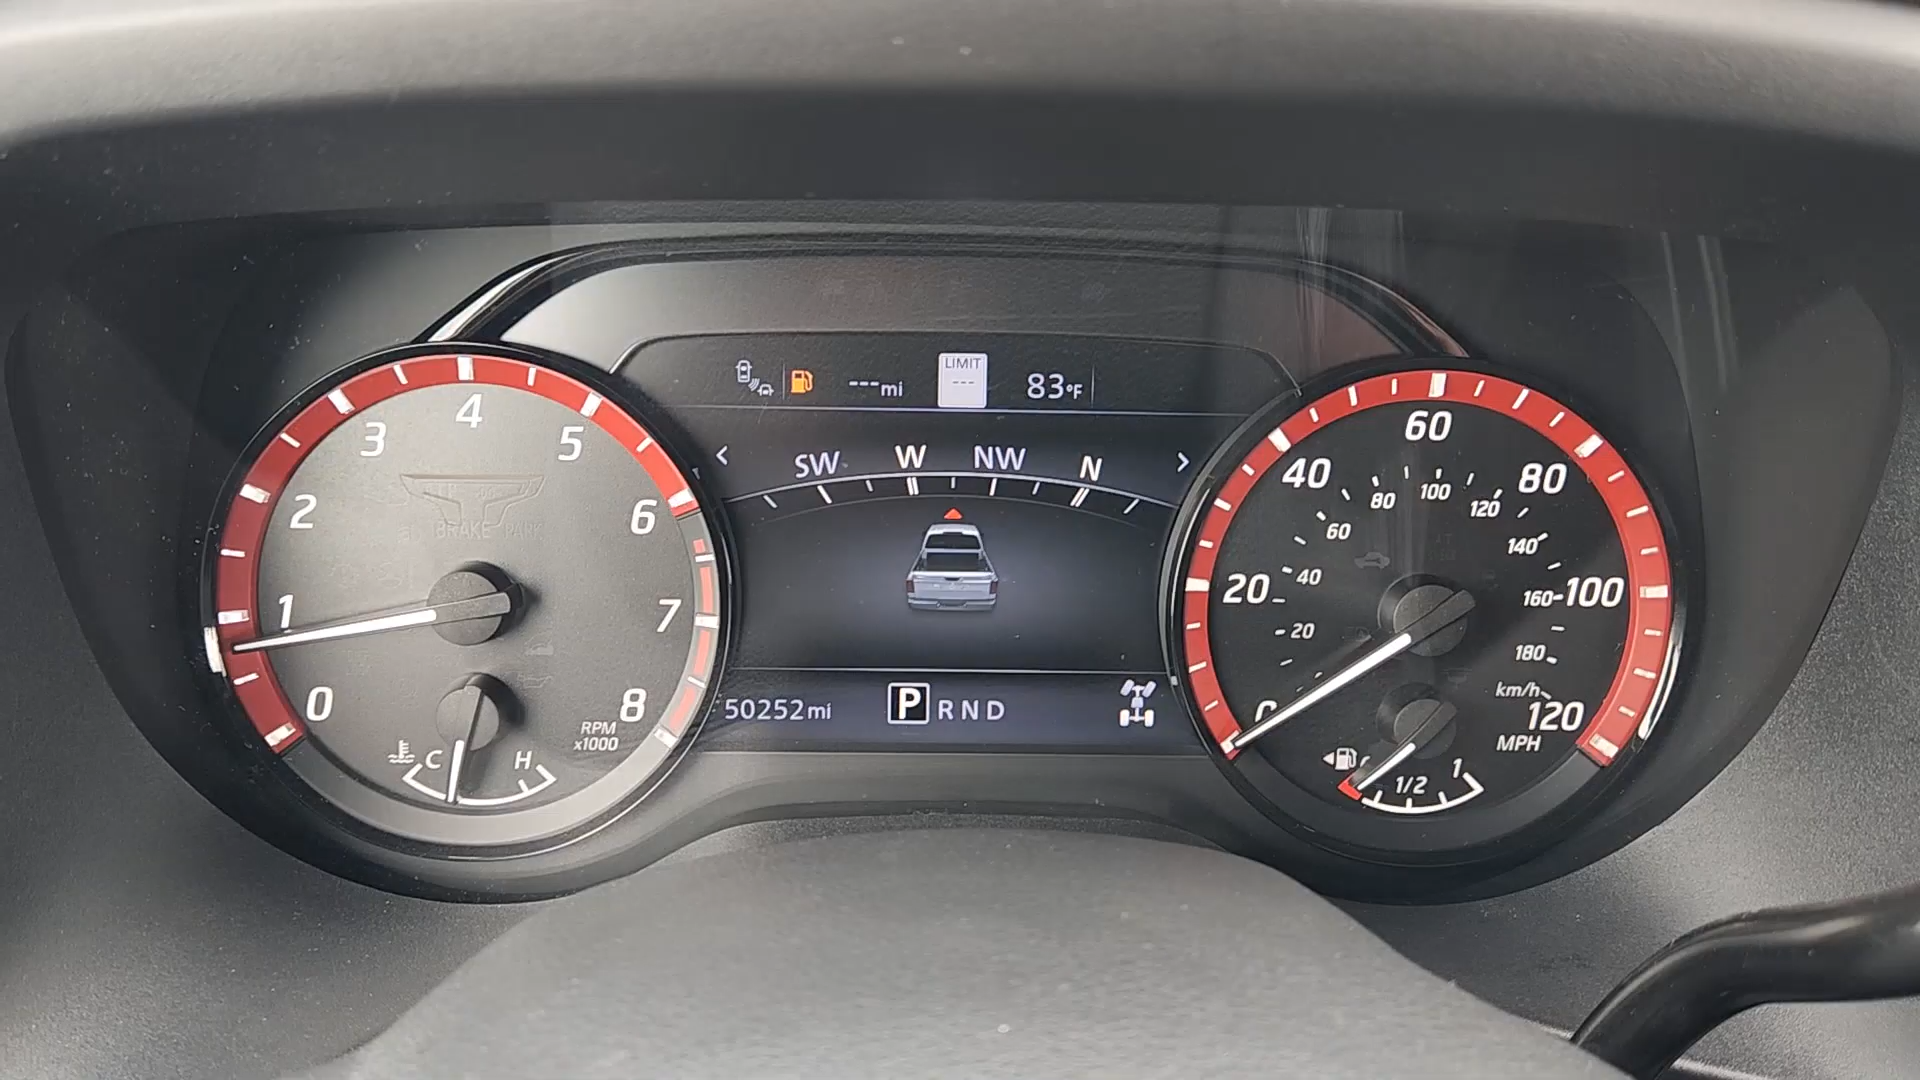 0 1 2 3 4 5 6 7 8
RPM
x1000
BRAKE PARK
C H
---mi
LIMIT
---
83°F
< SW W NW N >
50252mi
P R N D
0 20 40 60 80 100 120
MPH
20 40 60 80 100 120 140 160 180
km/h
1/2 1